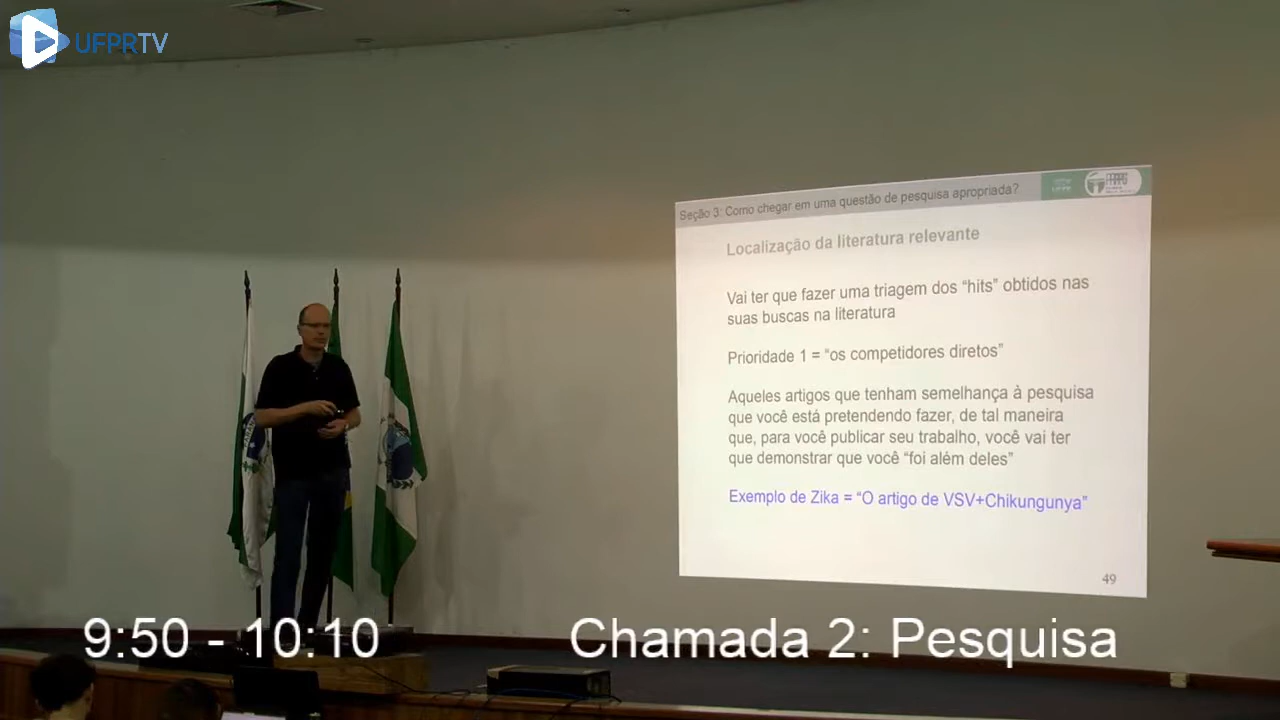 UFPRTV
Seção 3: Como chegar em uma questão de pesquisa apropriada?
Localização da literatura relevante
Vai ter que fazer uma triagem dos “hits” obtidos nas
suas buscas na literatura
Prioridade 1 = “os competidores diretos”
Aqueles artigos que tenham semelhança à pesquisa
que você está pretendendo fazer, de tal maneira
que, para você publicar seu trabalho, você vai ter
que demonstrar que você “foi além deles”
Exemplo de Zika = “O artigo de VSV+Chikungunya”
49
9:50 - 10:10
Chamada 2: Pesquisa